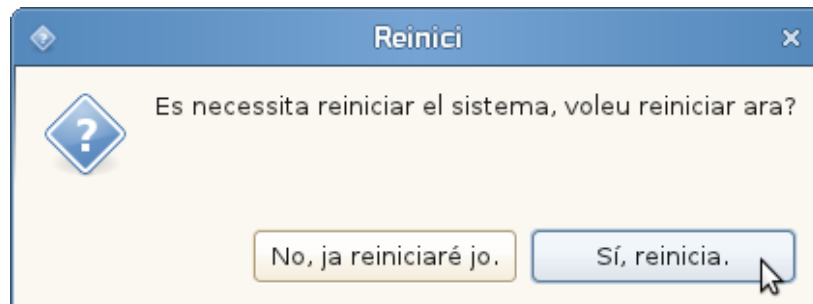 Reinici
Es necessita reiniciar el sistema, voleu reiniciar ara?
No, ja reiniciaré jo.
Sí, reinicia.